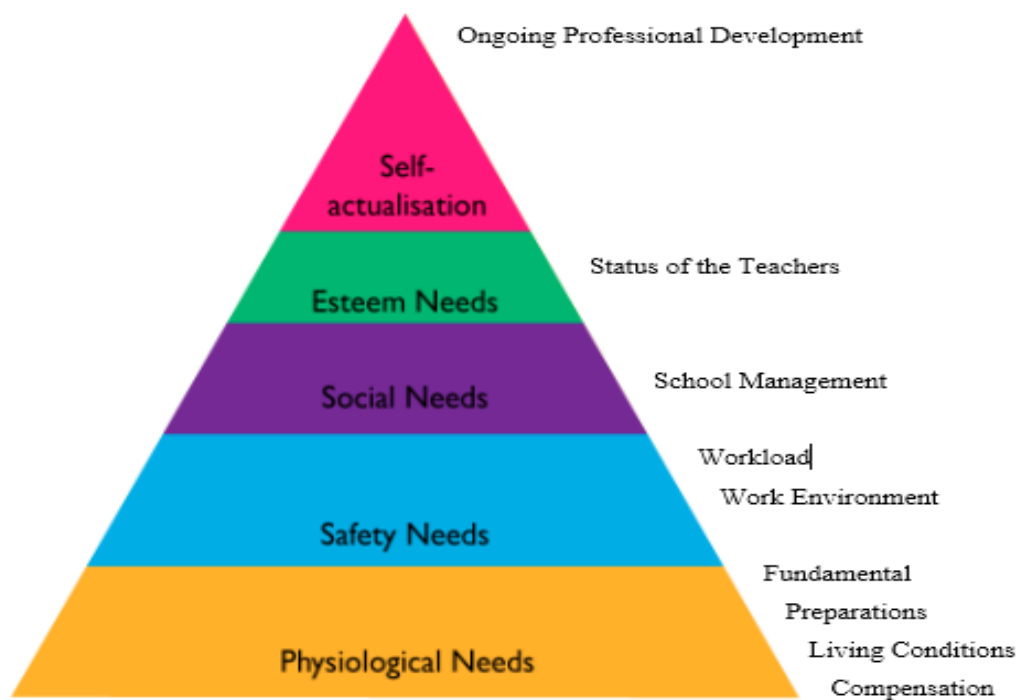 Ongoing Professional Development
Self-
actualisation
Status of the Teachers
Esteem Needs
School Management
Social Needs
Workload
Work Environment
Safety Needs
Fundamental
Preparations
Living Conditions
Physiological Needs
Compensation